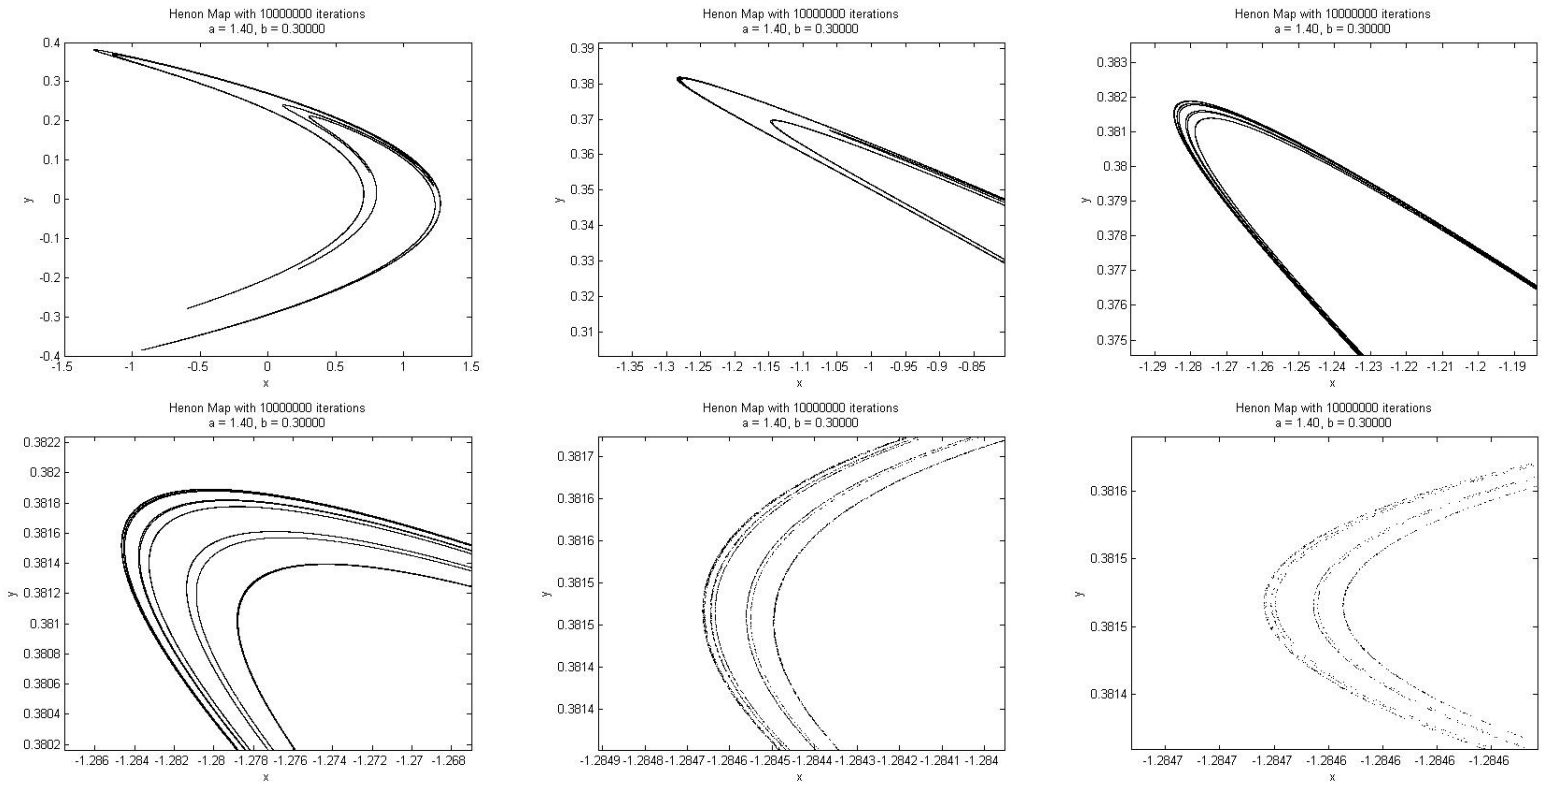 Henon Map with 10000000 iterations
a = 1.40, b = 0.30000
0.4
0.3
0.2
0.1
0
-0.1
-0.2
-0.3
-0.4
y
-1.5 -1 -0.5 0 0.5 1 1.5
x
Henon Map with 10000000 iterations
a = 1.40, b = 0.30000
0.39
0.38
0.37
0.36
0.35
0.34
0.33
0.32
0.31
y
-1.35 -1.3 -1.25 -1.2 -1.15 -1.1 -1.05 -1 -0.95 -0.9 -0.85
x
Henon Map with 10000000 iterations
a = 1.40, b = 0.30000
0.383
0.382
0.381
0.38
0.379
0.378
0.377
0.376
0.375
y
-1.29 -1.28 -1.27 -1.26 -1.25 -1.24 -1.23 -1.22 -1.21 -1.2 -1.19
x
Henon Map with 10000000 iterations
a = 1.40, b = 0.30000
0.3822
0.382
0.3818
0.3816
0.3814
0.3812
0.381
0.3808
0.3806
0.3804
0.3802
y
-1.286 -1.284 -1.282 -1.28 -1.278 -1.276 -1.274 -1.272 -1.27 -1.268
x
Henon Map with 10000000 iterations
a = 1.40, b = 0.30000
0.3817
0.3816
0.3816
0.3815
0.3815
0.3814
0.3814
y
-1.2849 -1.2848 -1.2847 -1.2846 -1.2845 -1.2844 -1.2843 -1.2842 -1.2841 -1.284
x
Henon Map with 10000000 iterations
a = 1.40, b = 0.30000
0.3816
0.3815
0.3815
0.3814
y
-1.2847 -1.2847 -1.2847 -1.2846 -1.2846 -1.2846 -1.2846
x